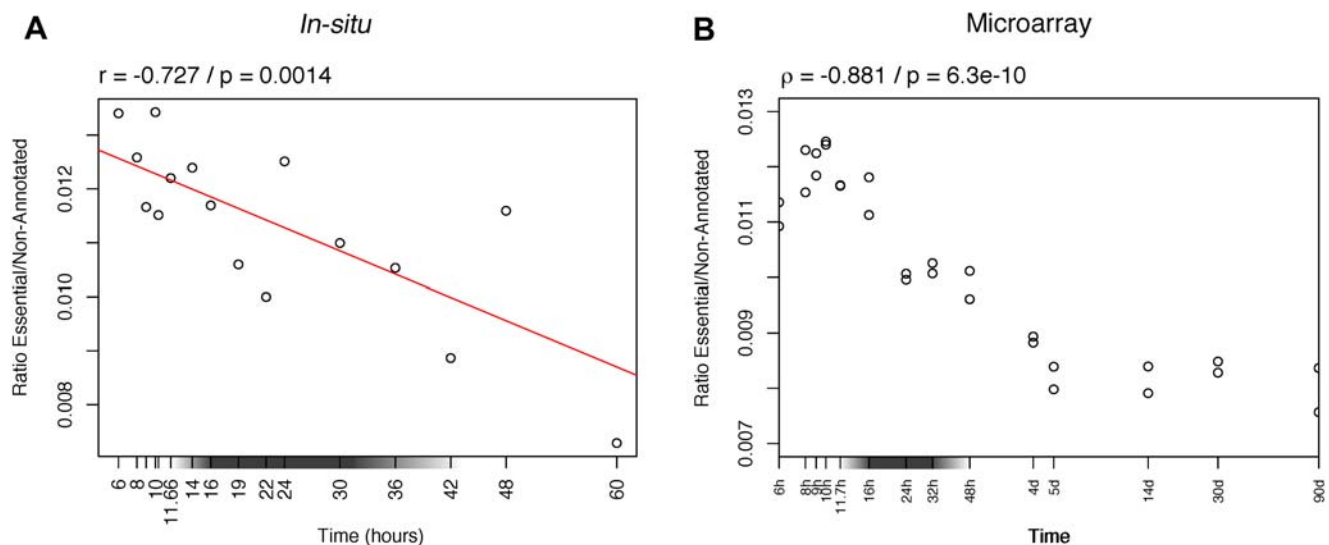 A
In-situ
r = -0.727 / p = 0.0014
Ratio Essential/Non-Annotated
0.012
0.010
0.008
6
8
10
11.66
14
16
19
22
24
30
36
42
48
60
Time (hours)
B
Microarray
ρ = -0.881 / p = 6.3e-10
Ratio Essential/Non-Annotated
0.013
0.011
0.009
0.007
6h
8h
9h
10h
11.7h
16h
24h
32h
48h
4d
5d
14d
30d
90d
Time